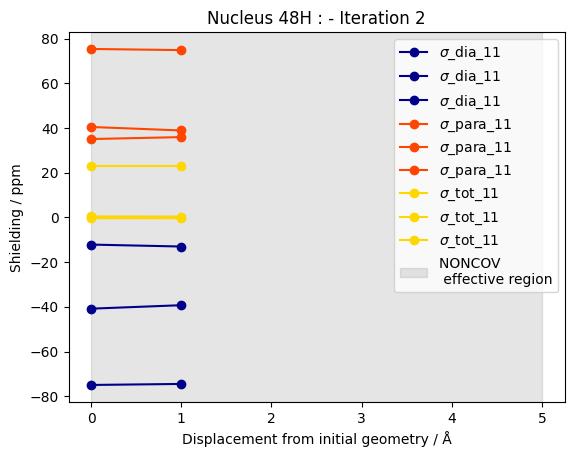 Nucleus 48H : - Iteration 2
80
60
40
20
0
−20
−40
−60
−80
Shielding / ppm
σ_dia_11
σ_dia_11
σ_dia_11
σ_para_11
σ_para_11
σ_para_11
σ_tot_11
σ_tot_11
σ_tot_11
NONCOV
effective region
0 1 2 3 4 5
Displacement from initial geometry / Å